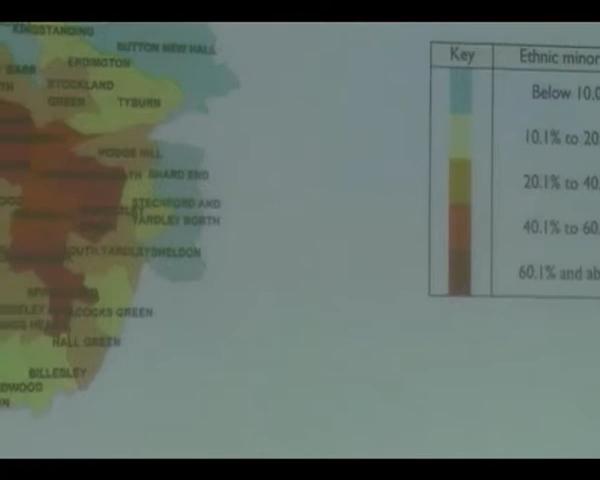 KINGSTANDING
SUTTON NEW HALL
ERDINGTON
STOCKLAND
GREEN
TYBURN
HODGE HILL
SHARD END
STECHFORD AND
YARDLEY NORTH
SOUTH YARDLEY
SHELDON
ACOCKS GREEN
HALL GREEN
BILLESLEY
Key
Ethnic minor
Below 10.0
10.1% to 20
20.1% to 40.
40.1% to 60.
60.1% and ab